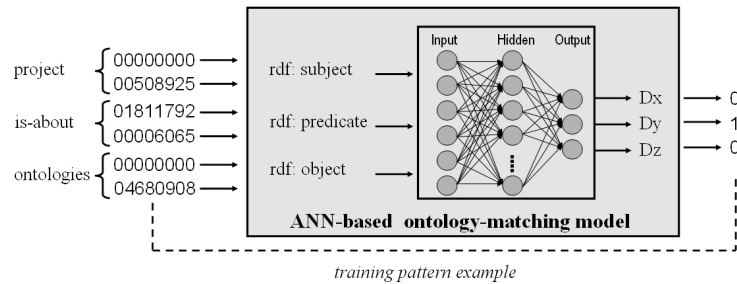 Input Hidden Output
project
00000000
00508925
rdf: subject
is-about
01811792
00006065
rdf: predicate
ontologies
00000000
04680908
rdf: object
Dx 0
Dy 1
Dz 0
ANN-based ontology-matching model
training pattern example